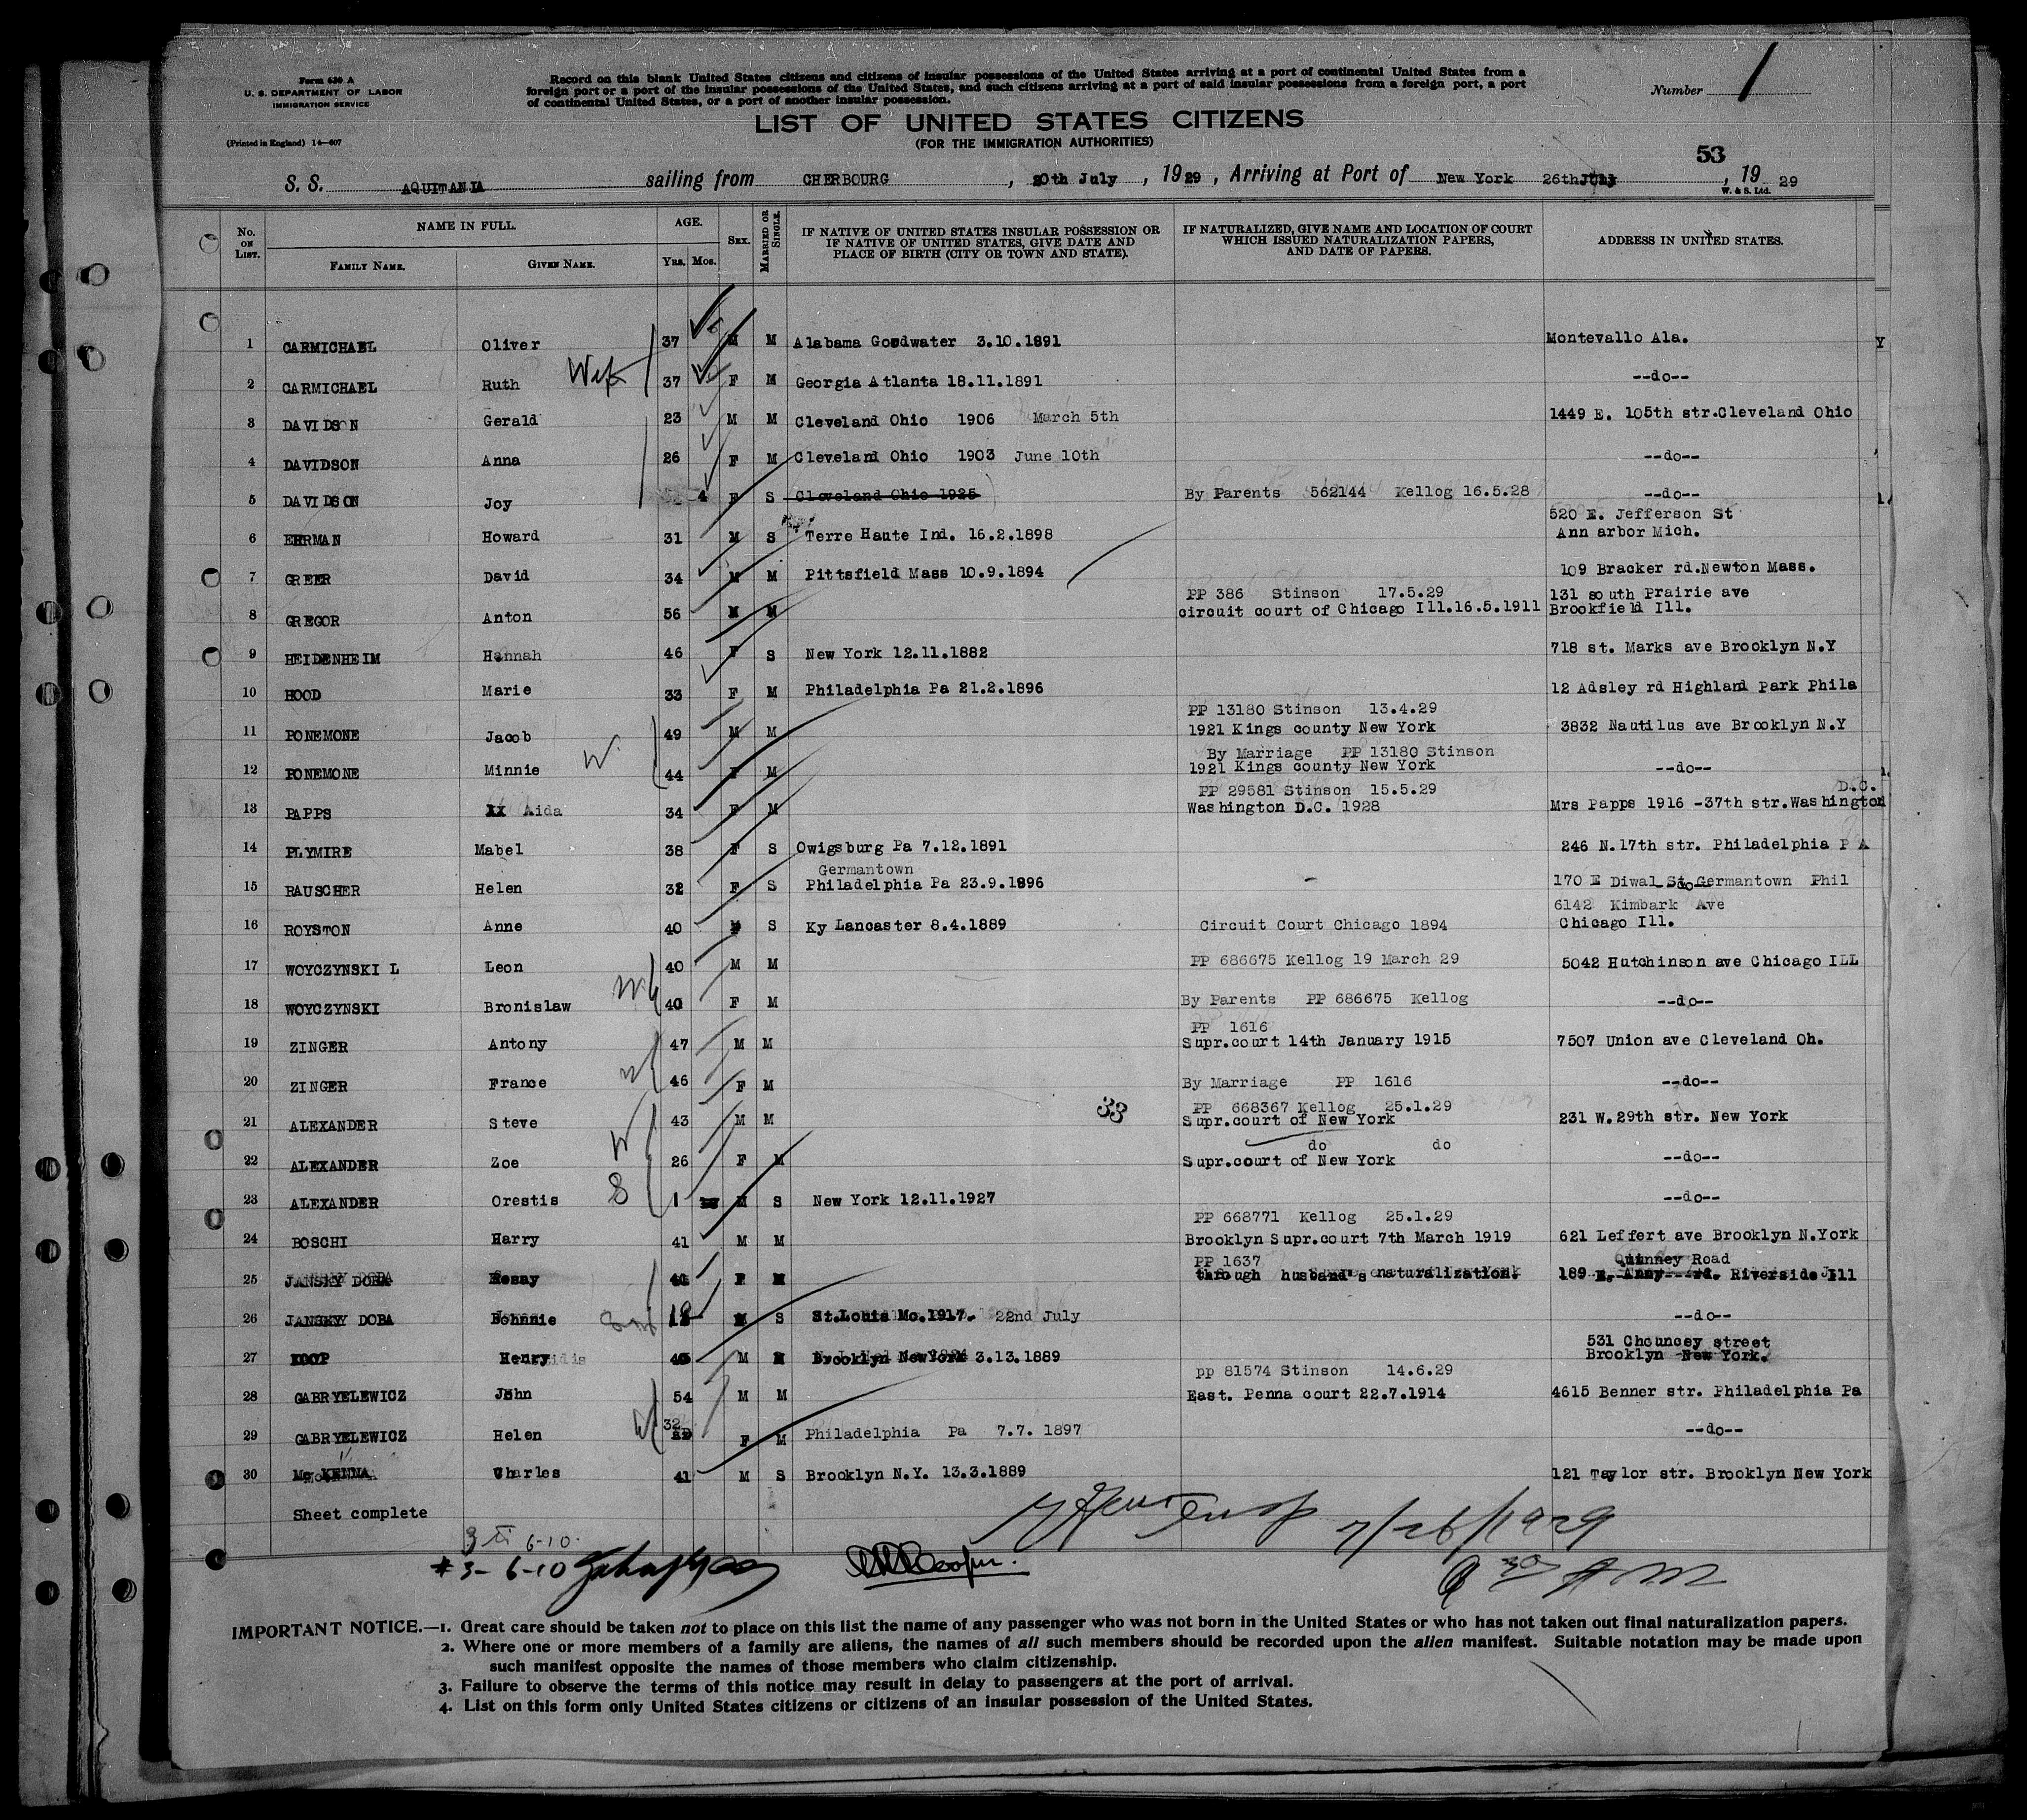 Form 630 A
U. S. DEPARTMENT OF LABOR
IMMIGRATION SERVICE
(Printed in England) 14—607
Record on this blank United States citizens and citizens of insular possessions of the United States arriving at a port of continental United States from a
foreign port or a port of the insular possessions of the United States, and such citizens arriving at a port of said insular possessions from a foreign port, a port
of continental United States, or a port of another insular possession.
Number 1
LIST OF UNITED STATES CITIZENS
(FOR THE IMMIGRATION AUTHORITIES)
53
S. S. AQUITANIA sailing from CHERBOURG, 20th July, 1929, Arriving at Port of New York 26th July, 19 29
W. & S. Ltd.
No. ON LIST. NAME IN FULL. FAMILY NAME. GIVEN NAME. AGE. Yrs. Mos. SEX. MARRIED OR SINGLE. IF NATIVE OF UNITED STATES INSULAR POSSESSION OR IF NATIVE OF UNITED STATES, GIVE DATE AND PLACE OF BIRTH (CITY OR TOWN AND STATE). IF NATURALIZED, GIVE NAME AND LOCATION OF COURT WHICH ISSUED NATURALIZATION PAPERS, AND DATE OF PAPERS. ADDRESS IN UNITED STATES.
1 CARMICHAEL Oliver 37 M M Alabama Goodwater 3.10.1891 Montevallo Ala.
2 CARMICHAEL Ruth Wife 37 F M Georgia Atlanta 18.11.1891 --do--
3 DAVIDSON Gerald 23 M M Cleveland Ohio 1906 March 5th 1449 E. 105th str.Cleveland Ohio
4 DAVIDSON Anna 26 F M Cleveland Ohio 1903 June 10th --do--
5 DAVIDSON Joy 4 F S Cleveland Ohio 1925 By Parents 562144 Kellog 16.5.28 --do--
520 E. Jefferson St
6 EHRMAN Howard 31 M S Terre Haute Ind. 16.2.1898 Ann arbor Mich.
7 GREER David 34 M M Pittsfield Mass 10.9.1894 109 Bracker rd.Newton Mass.
PP 386 Stinson 17.5.29 131 south Prairie ave
8 GREGOR Anton 56 M M circuit court of Chicago Ill.16.5.1911 Brookfield Ill.
9 HEIDENHEIM Hannah 46 F S New York 12.11.1882 718 st. Marks ave Brooklyn N.Y
10 HOOD Marie 33 F M Philadelphia Pa 21.2.1896 12 Adsley rd Highland Park Phila
PP 13180 Stinson 13.4.29
11 PONEMONE Jacob 49 M M 1921 Kings county New York 3832 Nautilus ave Brooklyn N.Y
By Marriage PP 13180 Stinson
12 PONEMONE Minnie W. 44 F M 1921 Kings county New York --do--
PP 29581 Stinson 15.5.29 D.C.
13 PAPPS Aida 34 F M Washington D.C. 1928 Mrs Papps 1916 -37th str.Washington
14 PLYMIRE Mabel 38 F S Owigsburg Pa 7.12.1891 246 N.17th str. Philadelphia P A
Germantown
15 RAUSCHER Helen 32 F S Philadelphia Pa 23.9.1896 170 E Diwal St Germantown Phil
6142 Kimbark Ave
16 ROYSTON Anne 40 S Ky Lancaster 8.4.1889 Circuit Court Chicago 1894 Chicago Ill.
17 WOYCZYNSKI L Leon 40 M M PP 686675 Kellog 19 March 29 5042 Hutchinson ave Chicago ILL
18 WOYCZYNSKI Bronislaw 40 F M By Parents PP 686675 Kellog --do--
PP 1616
19 ZINGER Antony 47 M M Supr.court 14th January 1915 7507 Union ave Cleveland Oh.
20 ZINGER France 46 F M By Marriage PP 1616 --do--
53 PP 668367 Kellog 25.1.29
21 ALEXANDER Steve 43 M M Supr.court of New York 231 W.29th str. New York
do do
22 ALEXANDER Zoe W 26 F M Supr.court of New York --do--
23 ALEXANDER Orestis S 1 M S New York 12.11.1927 --do--
PP 668771 Kellog 25.1.29
24 BOSCHI Harry 41 M M Brooklyn Supr.court 7th March 1919 621 Leffert ave Brooklyn N.York
PP 1637 Quinney Road
25 JANSKY DOBA F M through husband's naturalization. 189 Riverside Ill
26 JANSKY DOBA 12 M S St.Louis Mo.1917. 22nd July --do--
531 Chouncey street
27 KOOP Henry M M Brooklyn NewYork 3.13.1889 Brooklyn New York.
pp 81574 Stinson 14.6.29
28 GABRYELEWICZ John 54 M M East. Penna court 22.7.1914 4615 Benner str. Philadelphia Pa
29 GABRYELEWICZ Helen W 32 F M Philadelphia Pa 7.7. 1897 --do--
30 Mc KENNA Charles 41 M S Brooklyn N.Y. 13.3.1889 121 Taylor str. Brooklyn New York
Sheet complete
7/26/1929
6-10.
#3- 6-10
6 30 AM
IMPORTANT NOTICE.—1. Great care should be taken not to place on this list the name of any passenger who was not born in the United States or who has not taken out final naturalization papers.
2. Where one or more members of a family are aliens, the names of all such members should be recorded upon the alien manifest. Suitable notation may be made upon
such manifest opposite the names of those members who claim citizenship.
3. Failure to observe the terms of this notice may result in delay to passengers at the port of arrival.
4. List on this form only United States citizens or citizens of an insular possession of the United States.